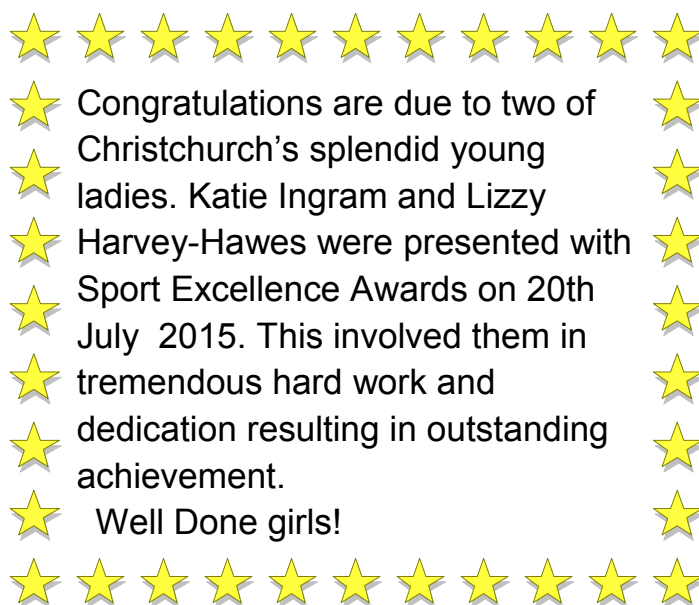 Congratulations are due to two of
Christchurch’s splendid young
ladies. Katie Ingram and Lizzy
Harvey-Hawes were presented with
Sport Excellence Awards on 20th
July  2015. This involved them in
tremendous hard work and
dedication resulting in outstanding
achievement.
Well Done girls!